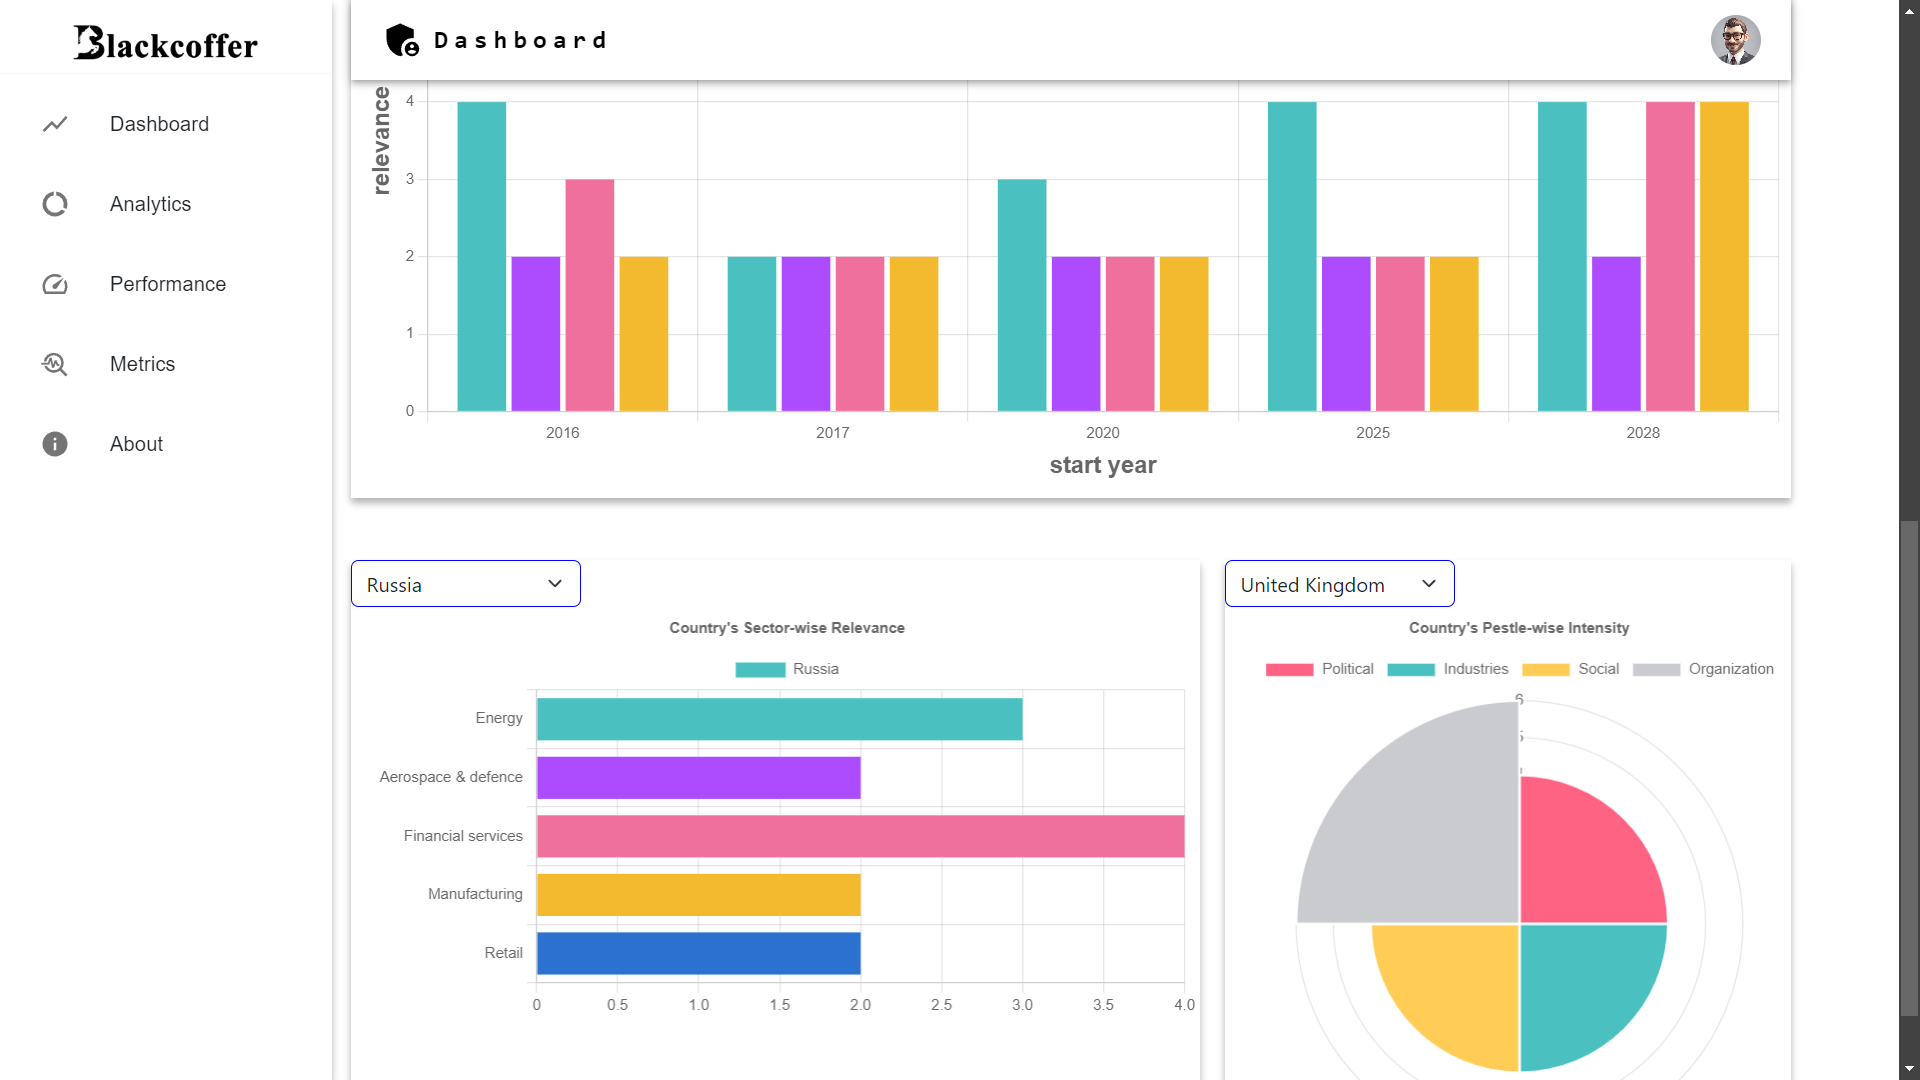 Blackcoffer
Dashboard
Analytics
Performance
Metrics
About
Dashboard
relevance
4
3
2
1
0
2016 2017 2020 2025 2028
start year
Russia
Country's Sector-wise Relevance
Russia
Energy
Aerospace & defence
Financial services
Manufacturing
Retail
0 0.5 1.0 1.5 2.0 2.5 3.0 3.5 4.0
United Kingdom
Country's Pestle-wise Intensity
Political Industries Social Organization
6
5